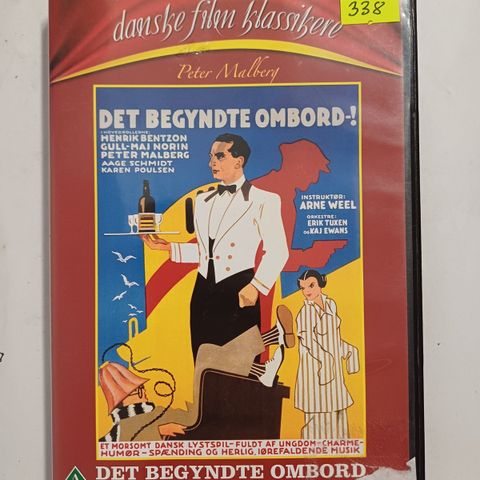 338
danske film klassikere
Peter Malberg
DET BEGYNDTE OMBORD-!
I HOVEDROLLERNE:
HENRIK BENTZON
GULL-MAJ NORIN
PETER MALBERG
AAGE SCHMIDT
KAREN POULSEN
INSTRUKTØR:
ARNE WEEL
ORKESTRE:
ERIK TUXEN
OG KAJ EWANS
ET MORSOMT DANSK LYSTSPIL-FULDT AF UNGDOM-CHARME-
HUMØR- SPÆNDING OG HERLIG, IØREFALDENDE MUSIK
DET BEGYNDTE OMBORD
A